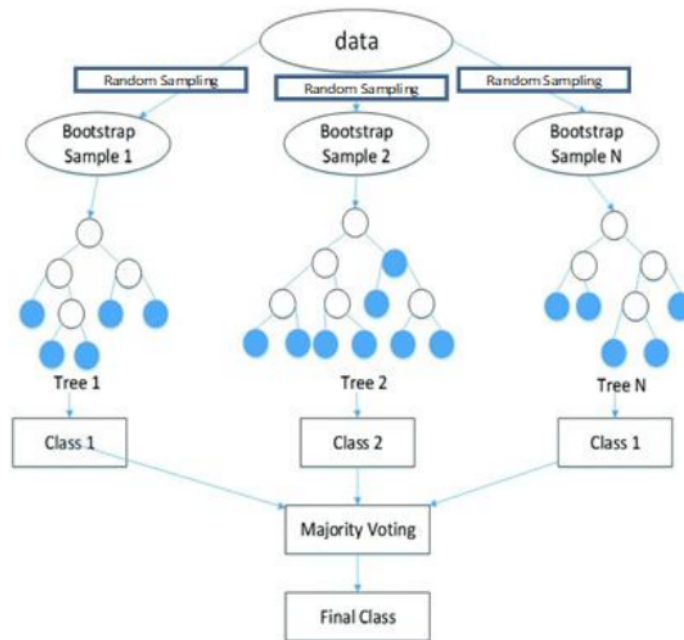 data
Random Sampling
Random Sampling
Random Sampling
Bootstrap
Sample 1
Bootstrap
Sample 2
Bootstrap
Sample N
Tree 1
Tree 2
Tree N
Class 1
Class 2
Class 1
Majority Voting
Final Class